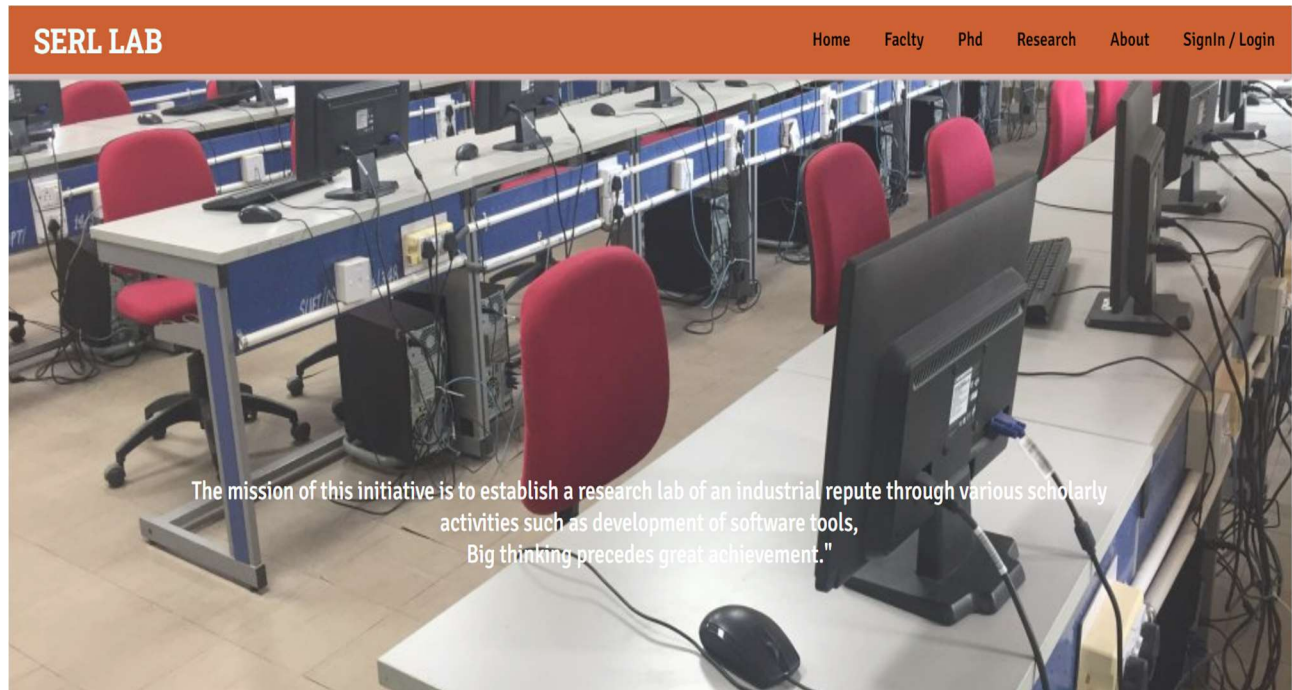 SERL LAB
Home Faclty Phd Research About SignIn / Login
The mission of this initiative is to establish a research lab of an industrial repute through various scholarly
activities such as development of software tools,
Big thinking precedes great achievement."